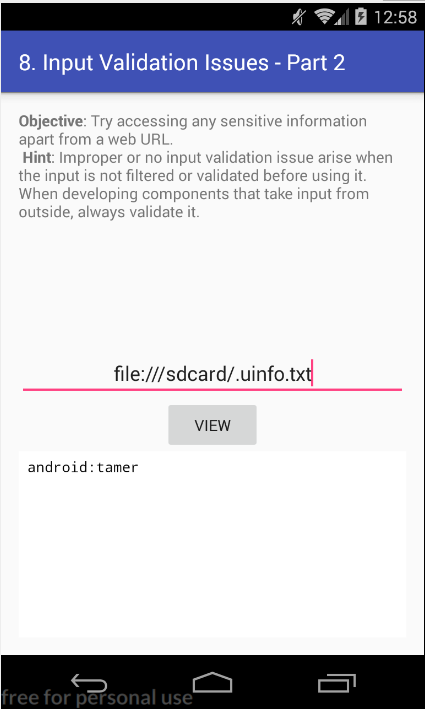 12:58
8. Input Validation Issues - Part 2
Objective: Try accessing any sensitive information
apart from a web URL.
Hint: Improper or no input validation issue arise when
the input is not filtered or validated before using it.
When developing components that take input from
outside, always validate it.
file:///sdcard/.uinfo.txt
VIEW
android:tamer
free for personal use